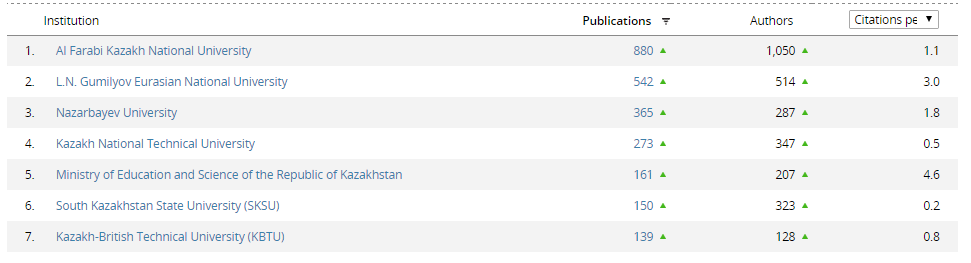 Institution Publications Authors Citations pe
1. Al Farabi Kazakh National University 880 1,050 1.1
2. L.N. Gumilyov Eurasian National University 542 514 3.0
3. Nazarbayev University 365 287 1.8
4. Kazakh National Technical University 273 347 0.5
5. Ministry of Education and Science of the Republic of Kazakhstan 161 207 4.6
6. South Kazakhstan State University (SKSU) 150 323 0.2
7. Kazakh-British Technical University (KBTU) 139 128 0.8